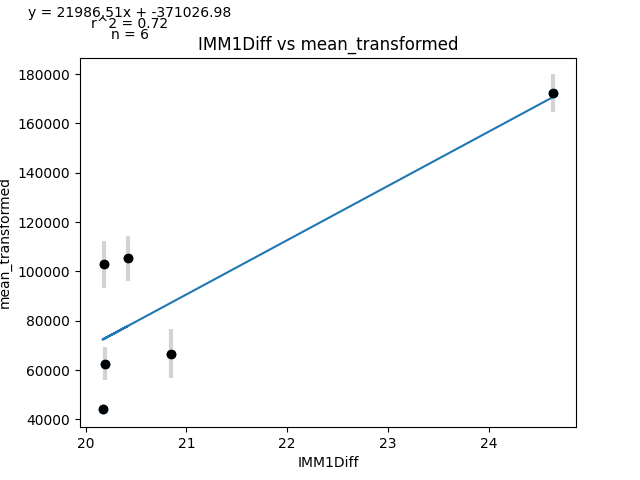 y = 21986.51x + -371026.98
r^2 = 0.72
n = 6
IMM1Diff vs mean_transformed
mean_transformed
180000
160000
140000
120000
100000
80000
60000
40000
20
21
22
23
24
IMM1Diff